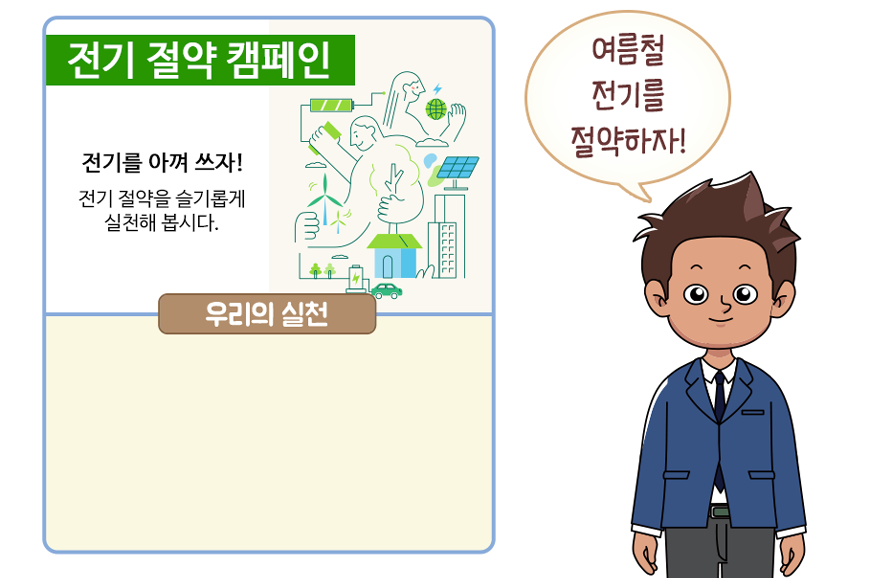 전기 절약 캠페인
전기를 아껴 쓰자!
전기 절약을 슬기롭게
실천해 봅시다.
우리의 실천
여름철
전기를
절약하자!